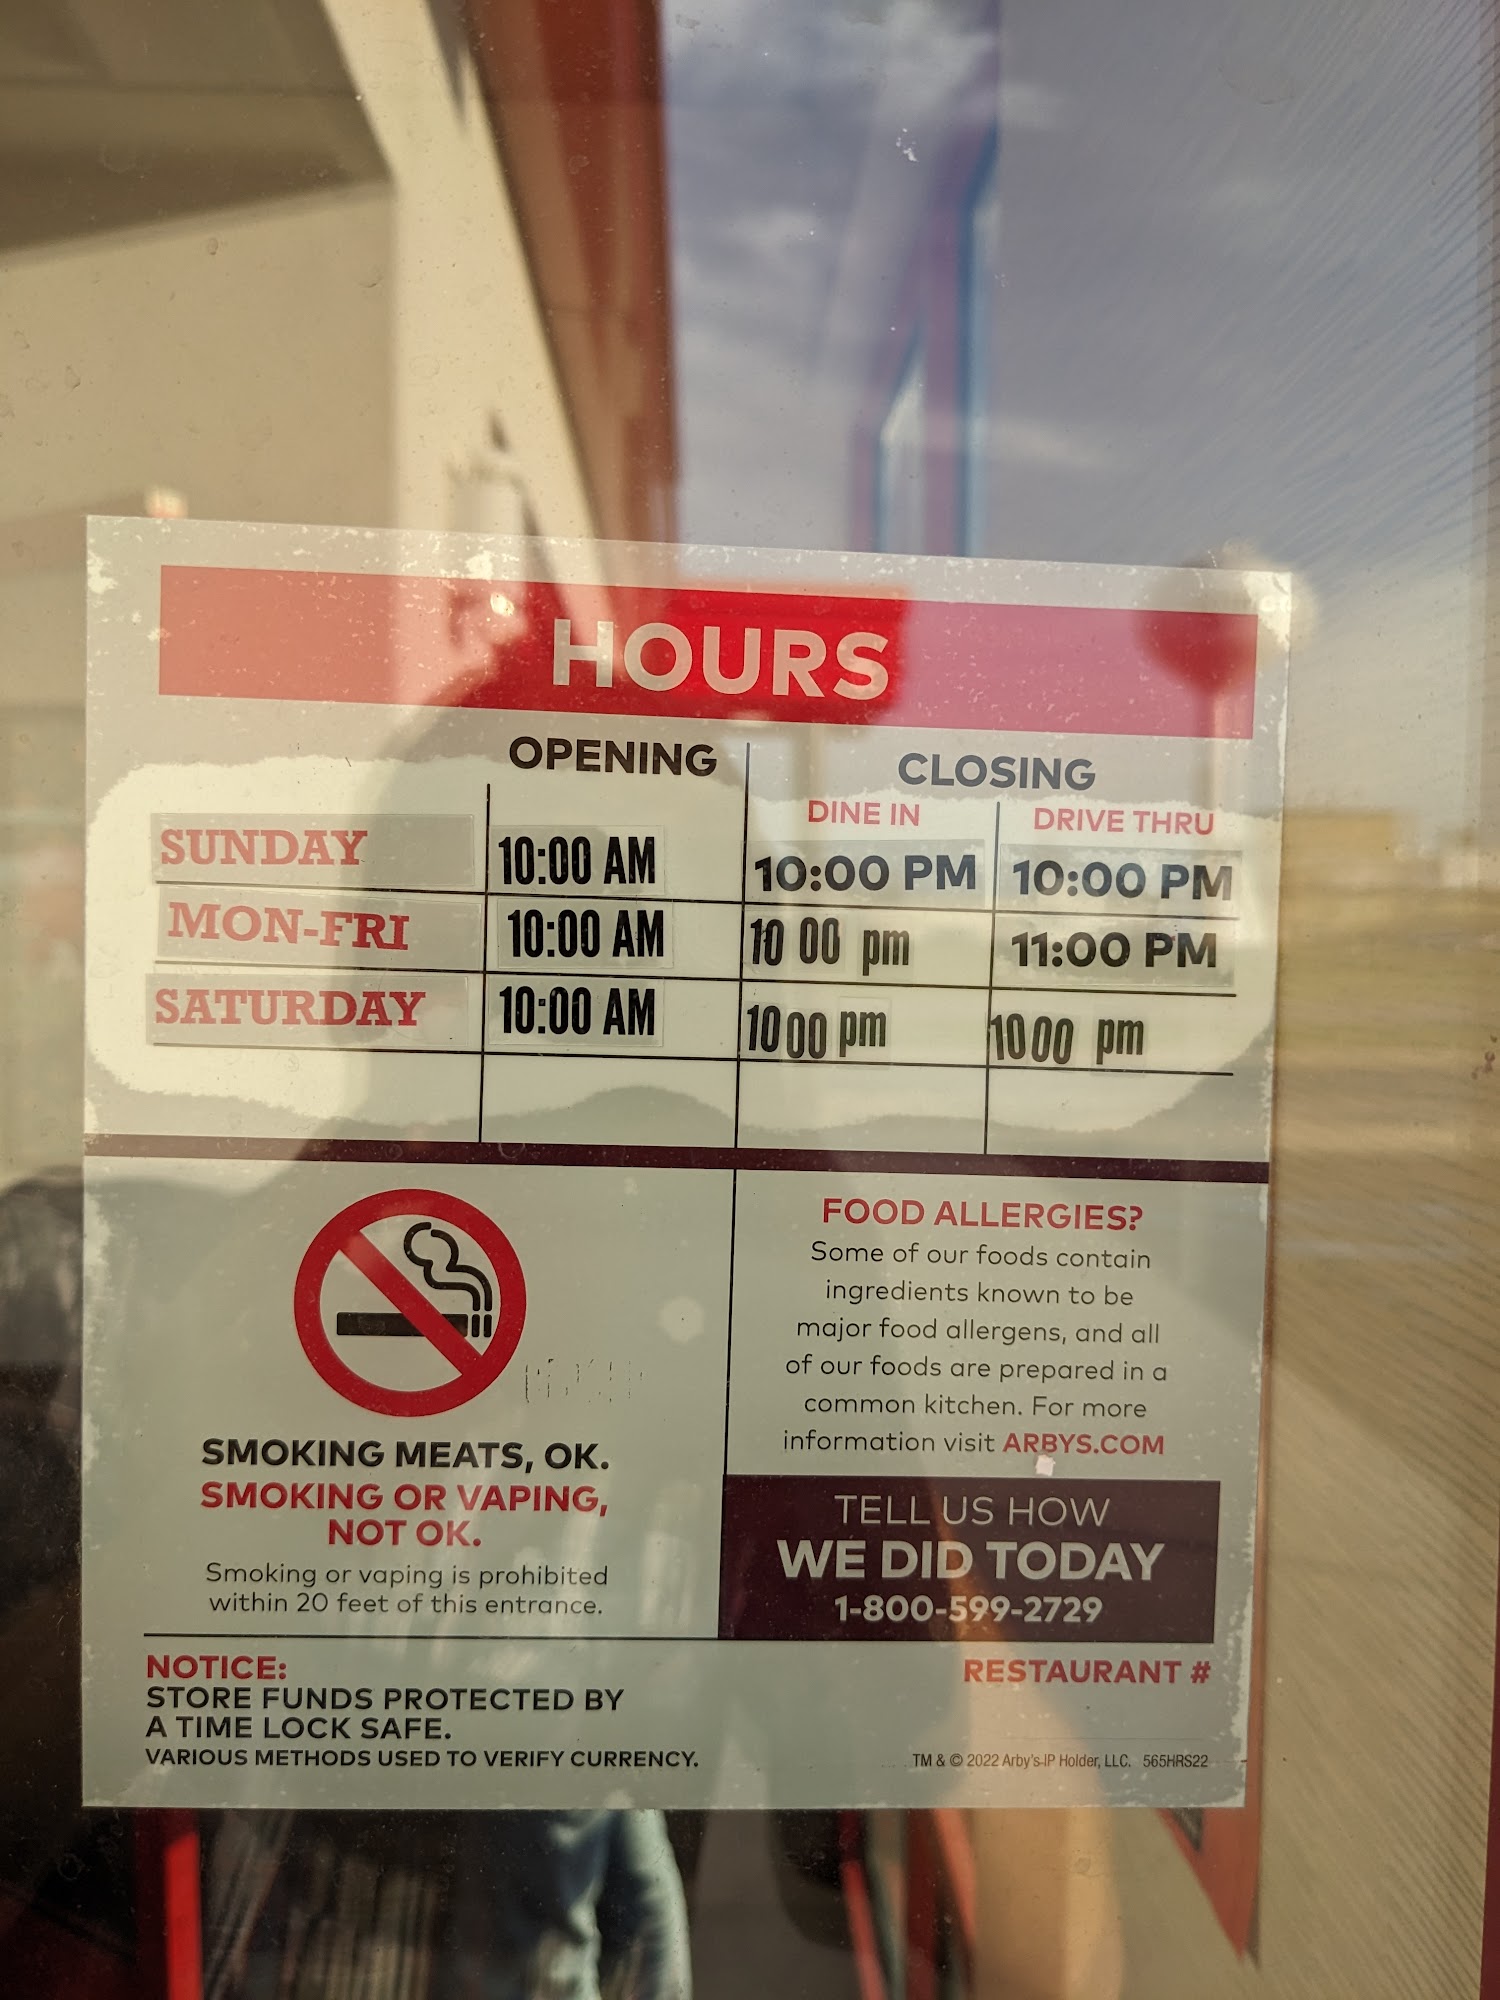 HOURS
OPENING CLOSING
DINE IN DRIVE THRU
SUNDAY 10:00 AM 10:00 PM 10:00 PM
MON-FRI 10:00 AM 10 00 pm 11:00 PM
SATURDAY 10:00 AM 10 00 pm 10 00 pm
SMOKING MEATS, OK.
SMOKING OR VAPING,
NOT OK.
Smoking or vaping is prohibited
within 20 feet of this entrance.
FOOD ALLERGIES?
Some of our foods contain
ingredients known to be
major food allergens, and all
of our foods are prepared in a
common kitchen. For more
information visit ARBYS.COM
TELL US HOW
WE DID TODAY
1-800-599-2729
NOTICE:
STORE FUNDS PROTECTED BY
A TIME LOCK SAFE.
VARIOUS METHODS USED TO VERIFY CURRENCY.
RESTAURANT #
TM & © 2022 Arby's IP Holder, LLC. 565HRS22